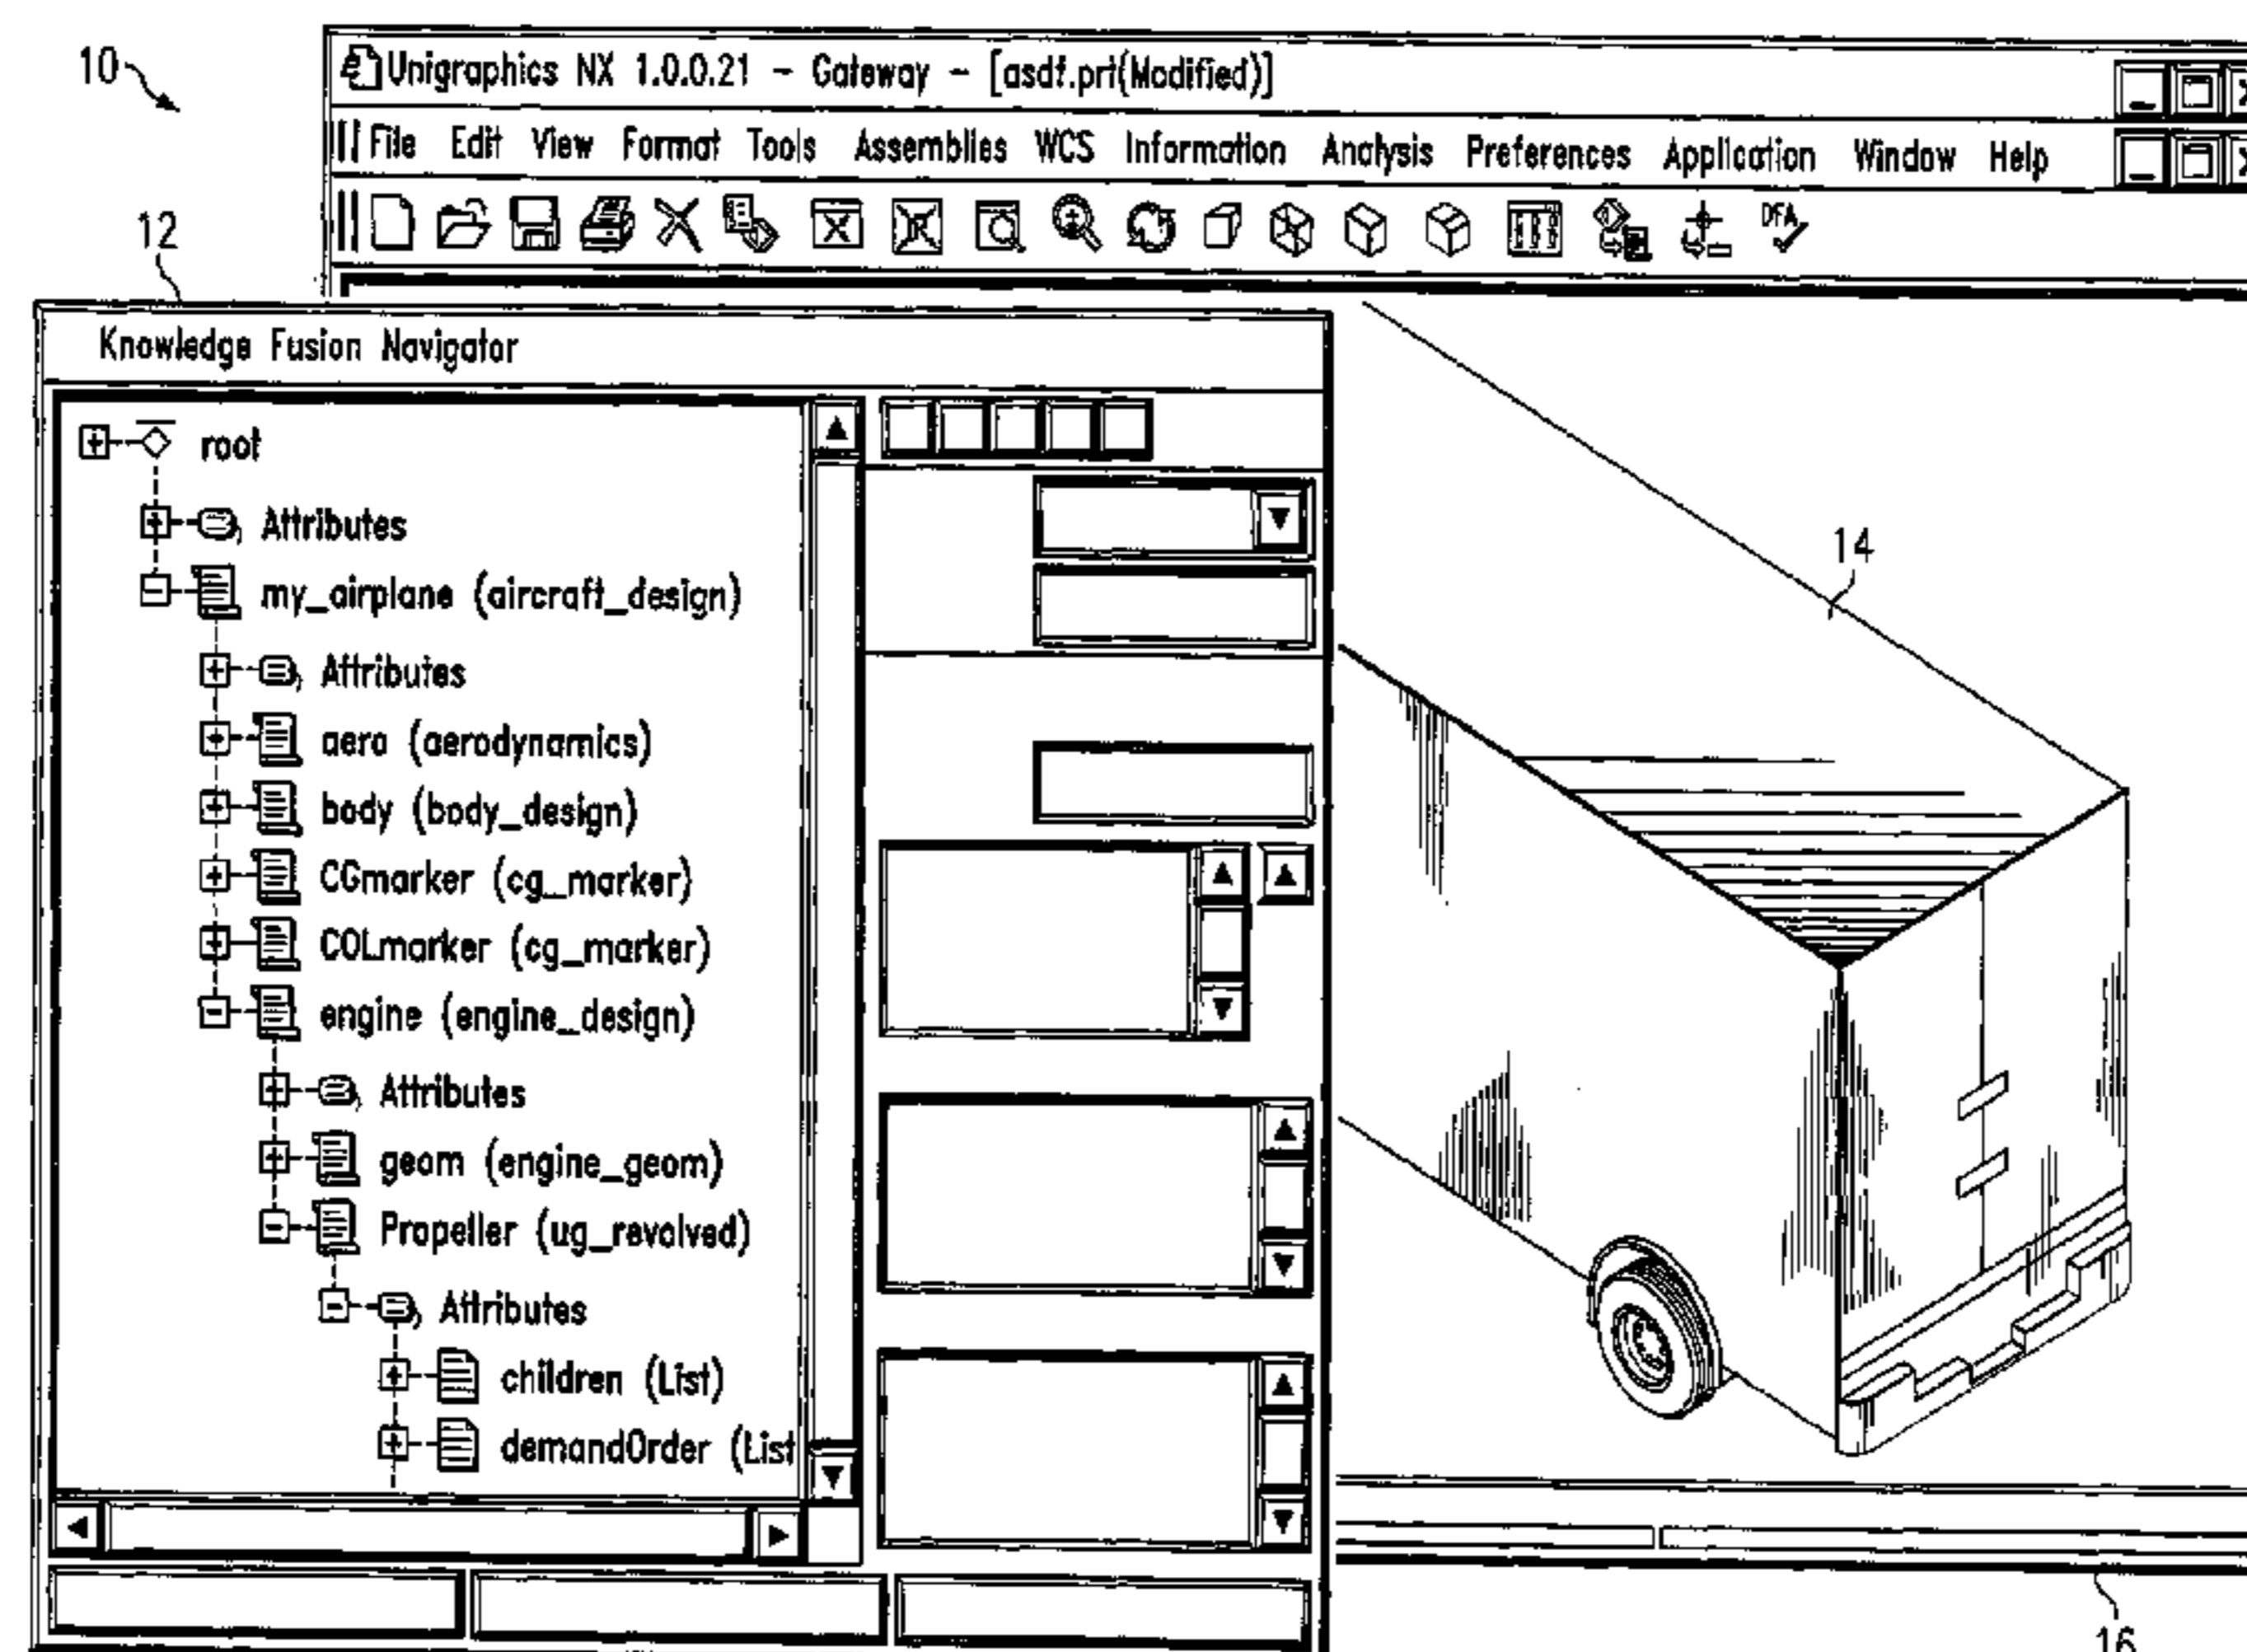 10
Unigraphics NX 1.0.0.21 - Gateway - [asdf.prt(Modified)]
File Edit View Format Tools Assemblies WCS Information Analysis Preferences Application Window Help
DFA
12
Knowledge Fusion Navigator
root
Attributes
my_airplane (aircraft_design)
Attributes
aero (aerodynamics)
body (body_design)
CGmarker (cg_marker)
COLmarker (cg_marker)
engine (engine_design)
Attributes
geom (engine_geom)
Propeller (ug_revolved)
Attributes
children (List)
demandOrder (List
14
16